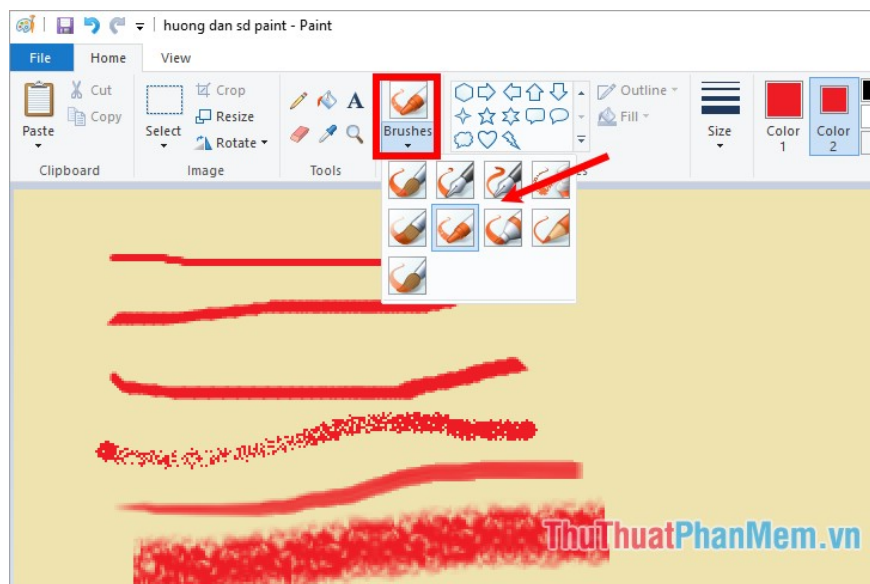 huong dan sd paint - Paint
File Home View
Cut Crop Outline
Copy Resize Fill
Paste Select Rotate Brushes Size Color 1 Color 2
Clipboard Image Tools
ThuThuatPhanMem.vn